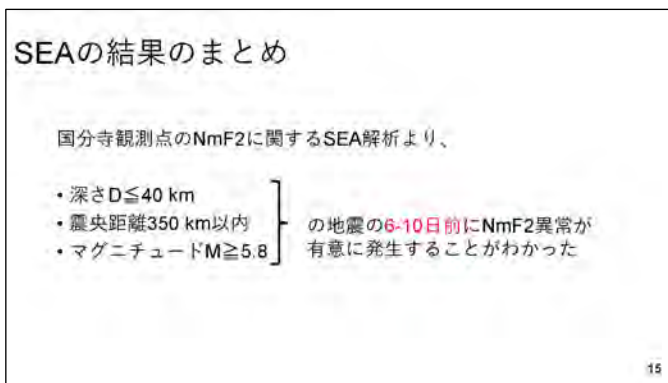 SEAの結果のまとめ
国分寺観測点のNmF2に関するSEA解析より、
• 深さD≦40 km
• 震央距離350 km以内
• マグニチュードM≧5.8
の地震の6-10日前にNmF2異常が
有意に発生することがわかった
15